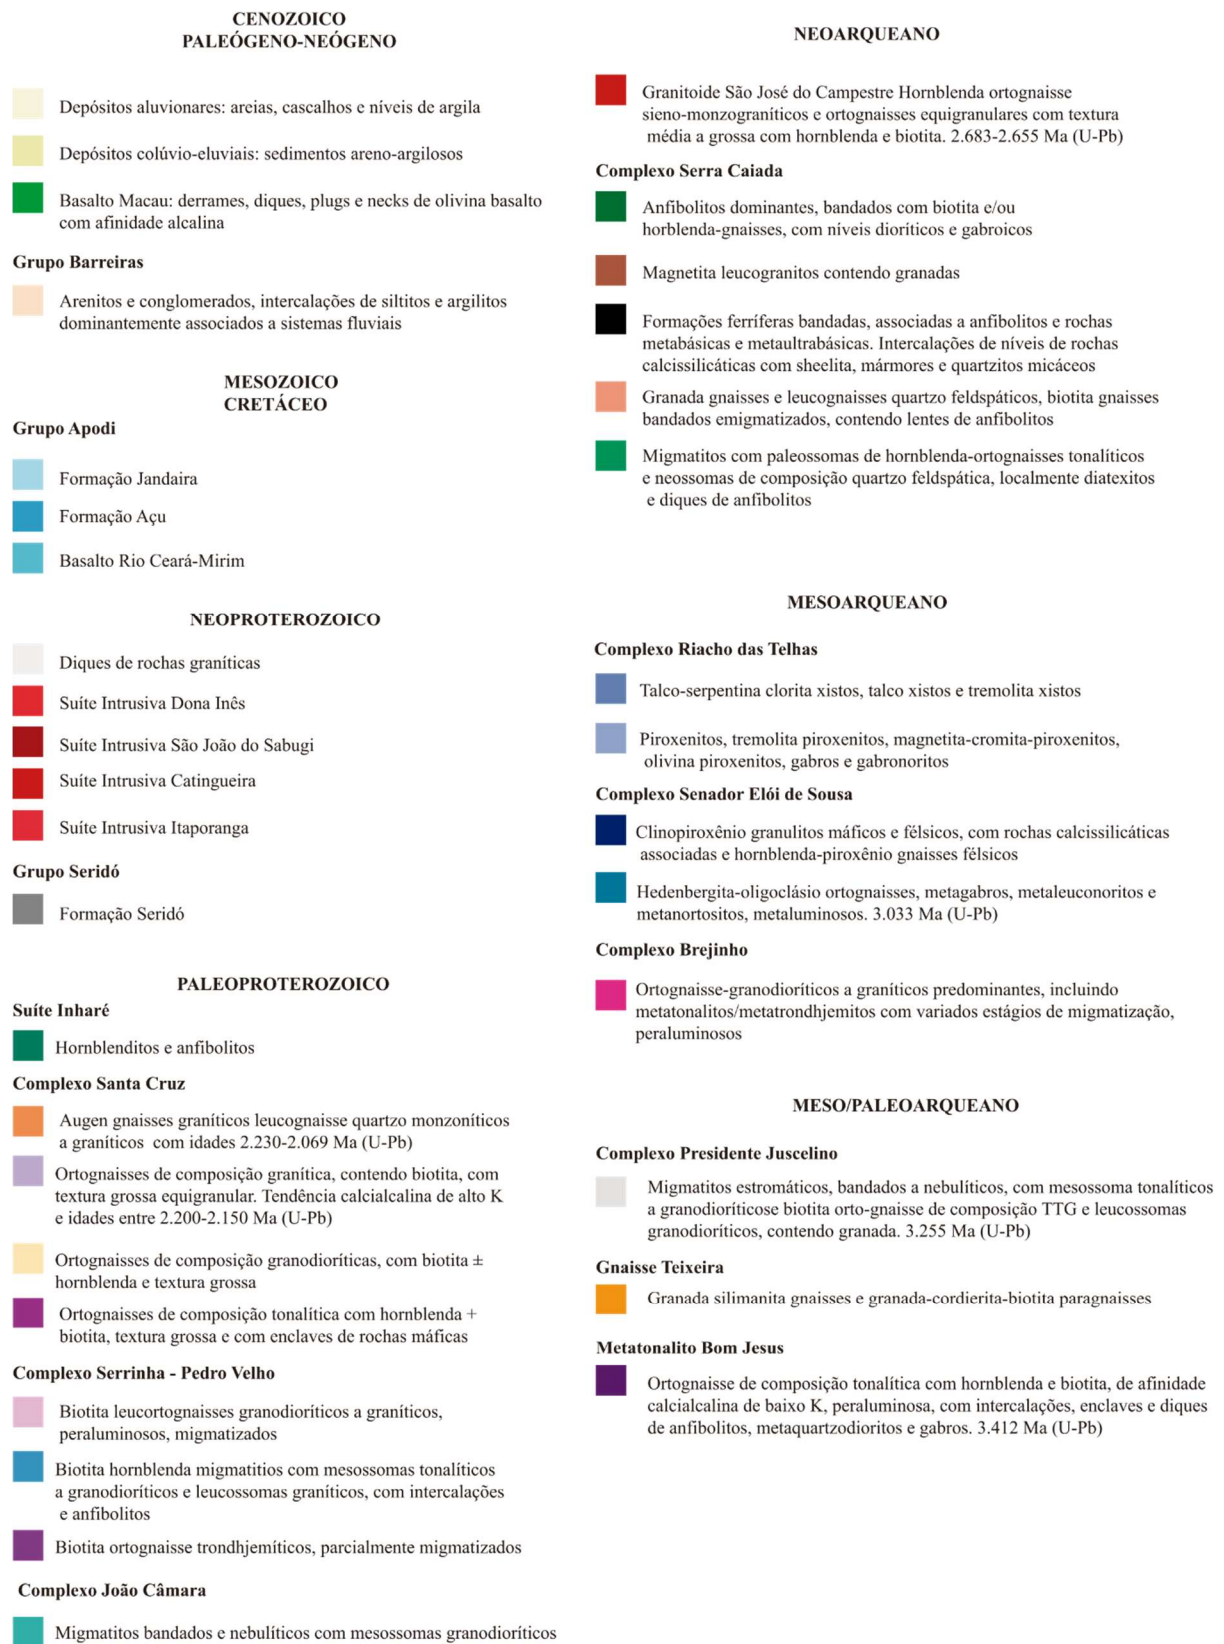 CENOZOICO
PALEÓGENO-NEÓGENO
Depósitos aluvionares: areias, cascalhos e níveis de argila
Depósitos colúvio-eluviais: sedimentos areno-argilosos
Basalto Macau: derrames, diques, plugs e necks de olivina basalto
com afinidade alcalina
Grupo Barreiras
Arenitos e conglomerados, intercalações de siltitos e argilitos
dominantemente associados a sistemas fluviais
MESOZOICO
CRETÁCEO
Grupo Apodi
Formação Jandaira
Formação Açu
Basalto Rio Ceará-Mirim
NEOPROTEROZOICO
Diques de rochas graníticas
Suíte Intrusiva Dona Inês
Suíte Intrusiva São João do Sabugi
Suíte Intrusiva Catingueira
Suíte Intrusiva Itaporanga
Grupo Seridó
Formação Seridó
PALEOPROTEROZOICO
Suíte Inharé
Hornblenditos e anfibolitos
Complexo Santa Cruz
Augen gnaisses graníticos leucognaisse quartzo monzoníticos
a graníticos com idades 2.230-2.069 Ma (U-Pb)
Ortognaisses de composição granítica, contendo biotita, com
textura grossa equigranular. Tendência calcialcalina de alto K
e idades entre 2.200-2.150 Ma (U-Pb)
Ortognaisses de composição granodioríticas, com biotita ±
hornblenda e textura grossa
Ortognaisses de composição tonalítica com hornblenda +
biotita, textura grossa e com enclaves de rochas máficas
Complexo Serrinha - Pedro Velho
Biotita leucortognaisses granodioríticos a graníticos,
peraluminosos, migmatizados
Biotita hornblenda migmatitios com mesossomas tonalíticos
a granodioríticos e leucossomas graníticos, com intercalações
e anfibolitos
Biotita ortognaisse trondhjemíticos, parcialmente migmatizados
Complexo João Câmara
Migmatitos bandados e nebulíticos com mesossomas granodioríticos
NEOARQUEANO
Granitoide São José do Campestre Hornblenda ortognaisse
sieno-monzograníticos e ortognaisses equigranulares com textura
média a grossa com hornblenda e biotita. 2.683-2.655 Ma (U-Pb)
Complexo Serra Caiada
Anfibolitos dominantes, bandados com biotita e/ou
horblenda-gnaisses, com níveis dioríticos e gabroicos
Magnetita leucogranitos contendo granadas
Formações ferríferas bandadas, associadas a anfibolitos e rochas
metabásicas e metaultrabásicas. Intercalações de níveis de rochas
calcissilicáticas com sheelita, mármores e quartzitos micáceos
Granada gnaisses e leucognaisses quartzo feldspáticos, biotita gnaisses
bandados emigmatizados, contendo lentes de anfibolitos
Migmatitos com paleossomas de hornblenda-ortognaisses tonalíticos
e neossomas de composição quartzo feldspática, localmente diatexitos
e diques de anfibolitos
MESOARQUEANO
Complexo Riacho das Telhas
Talco-serpentina clorita xistos, talco xistos e tremolita xistos
Piroxenitos, tremolita piroxenitos, magnetita-cromita-piroxenitos,
olivina piroxenitos, gabros e gabronoritos
Complexo Senador Elói de Sousa
Clinopiroxênio granulitos máficos e félsicos, com rochas calcissilicáticas
associadas e hornblenda-piroxênio gnaisses félsicos
Hedenbergita-oligoclásio ortognaisses, metagabros, metaleuconoritos e
metanortositos, metaluminosos. 3.033 Ma (U-Pb)
Complexo Brejinho
Ortognaisse-granodioríticos a graníticos predominantes, incluindo
metatonalitos/metatrondhjemitos com variados estágios de migmatização,
peraluminosos
MESO/PALEOARQUEANO
Complexo Presidente Juscelino
Migmatitos estromáticos, bandados a nebulíticos, com mesossoma tonalíticos
a granodioríticose biotita orto-gnaisse de composição TTG e leucossomas
granodioríticos, contendo granada. 3.255 Ma (U-Pb)
Gnaisse Teixeira
Granada silimanita gnaisses e granada-cordierita-biotita paragnaisses
Metatonalito Bom Jesus
Ortognaisse de composição tonalítica com hornblenda e biotita, de afinidade
calcialcalina de baixo K, peraluminosa, com intercalações, enclaves e diques
de anfibolitos, metaquartzodioritos e gabros. 3.412 Ma (U-Pb)